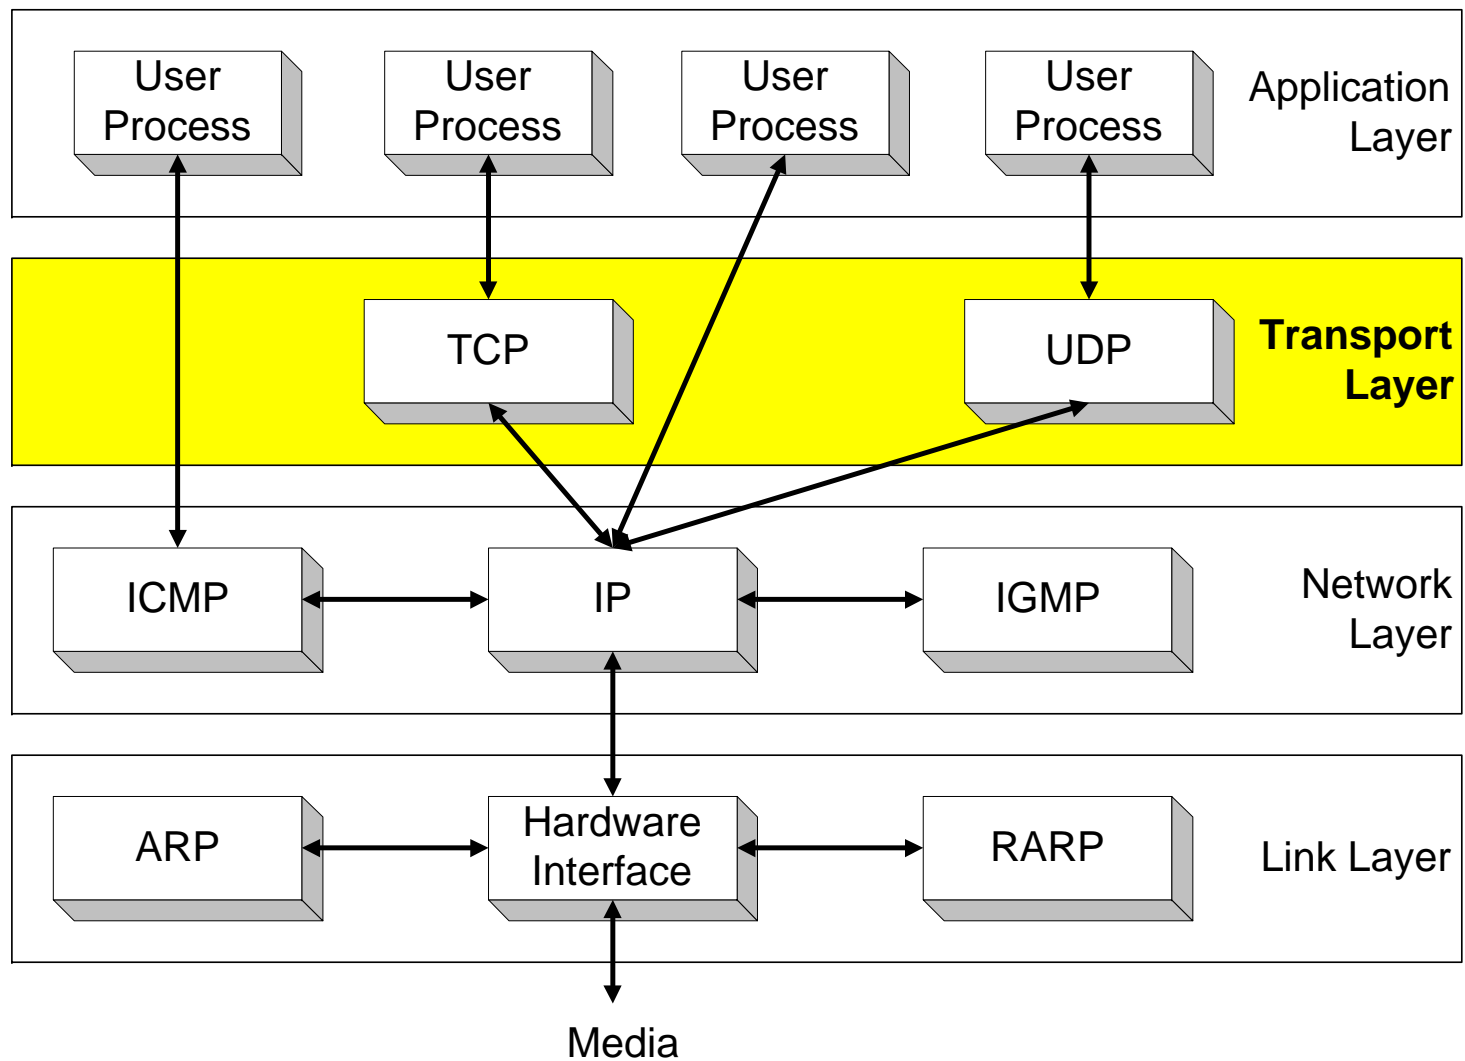 User
Process
User
Process
User
Process
User
Process
Application
Layer
TCP
UDP
Transport
Layer
ICMP
IP
IGMP
Network
Layer
ARP
Hardware
Interface
RARP
Link Layer
Media